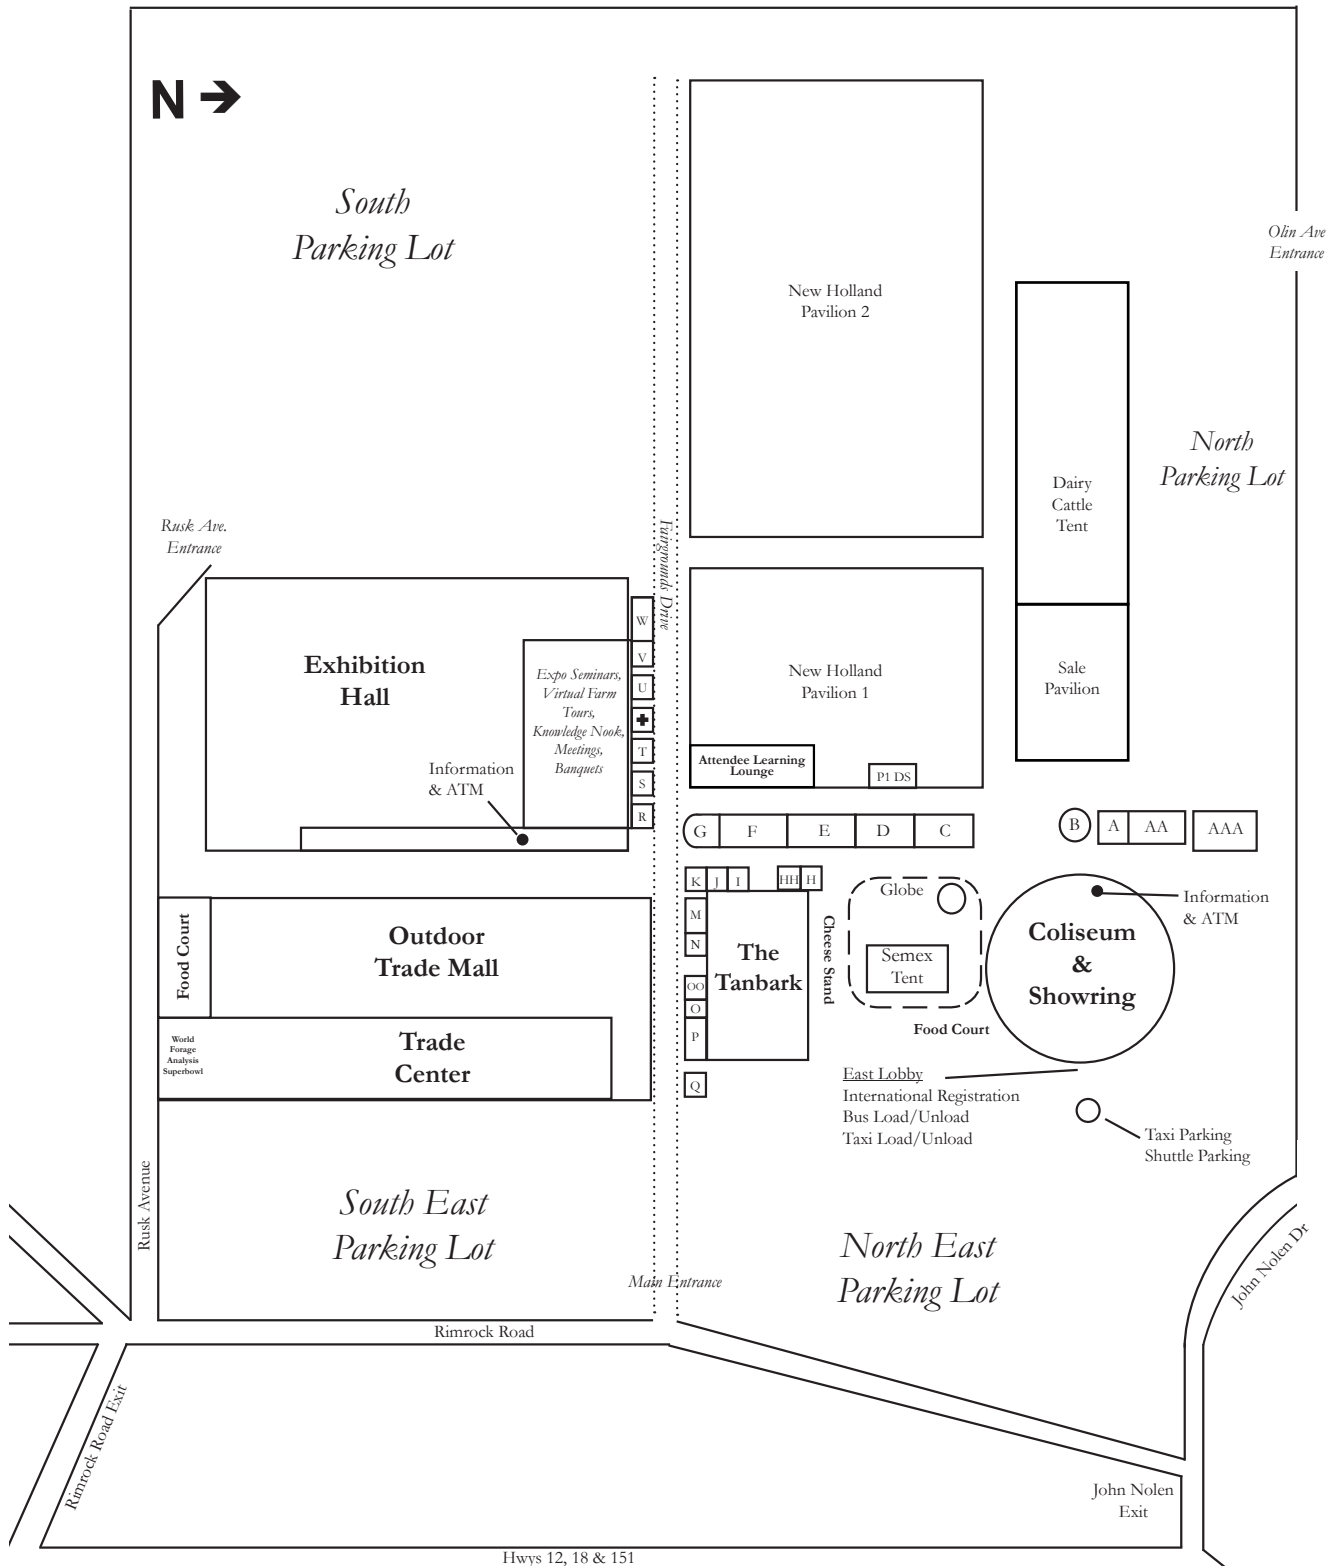 N
South
Parking Lot
Olin Ave
Entrance
New Holland
Pavilion 2
North
Parking Lot
Dairy
Cattle
Tent
Rusk Ave.
Entrance
Fairgrounds Drive
Exhibition
Hall
Expo Seminars,
Virtual Farm
Tours,
Knowledge Nook,
Meetings,
Banquets
W
V
U
T
S
R
Information
& ATM
New Holland
Pavilion 1
Attendee Learning
Lounge
P1 DS
Sale
Pavilion
G
F
E
D
C
B
A
AA
AAA
K
J
I
HH
H
M
N
OO
O
P
Q
The
Tanbark
Cheese Stand
Globe
Semex
Tent
Food Court
Coliseum
&
Showring
Information
& ATM
Food Court
Outdoor
Trade Mall
World
Forage
Analysis
Superbowl
Trade
Center
East Lobby
International Registration
Bus Load/Unload
Taxi Load/Unload
Taxi Parking
Shuttle Parking
Rusk Avenue
South East
Parking Lot
Main Entrance
North East
Parking Lot
John Nolen Dr
Rimrock Road
Rimrock Road Exit
John Nolen
Exit
Hwys 12, 18 & 151